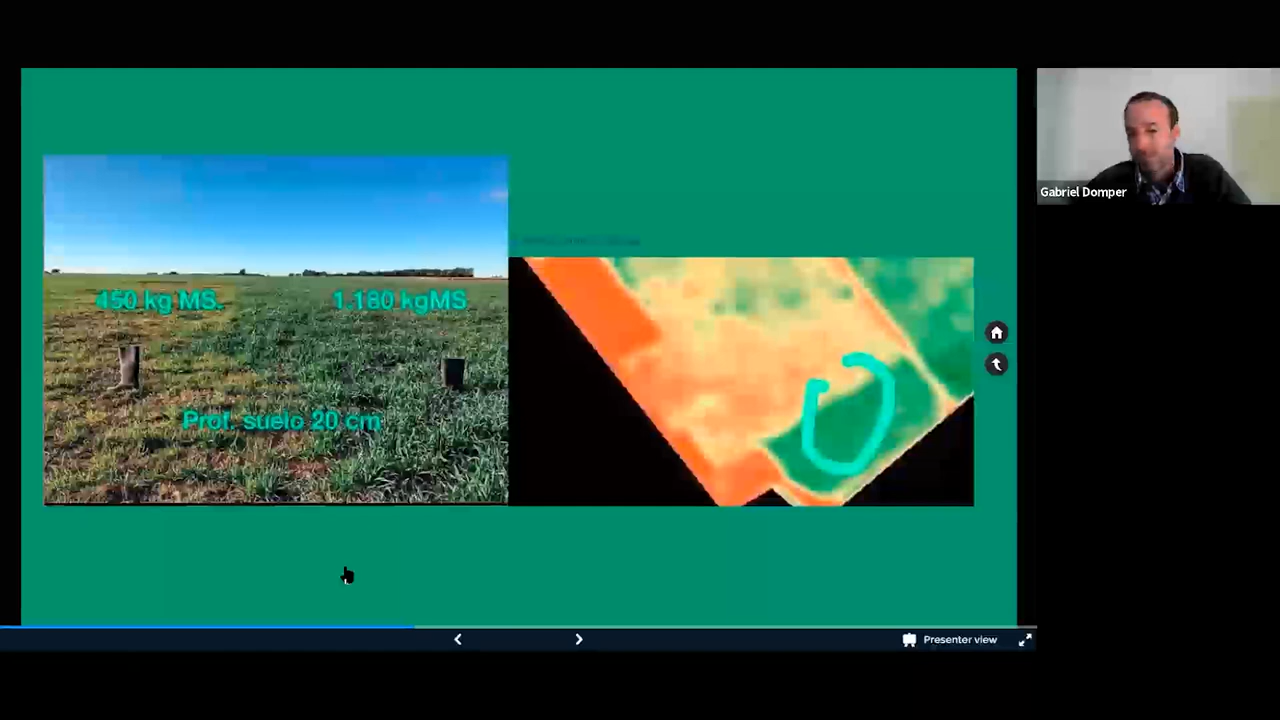 450 kg MS.
1.180 kgMS
Prof. suelo 20 cm
Gabriel Domper
Presenter view